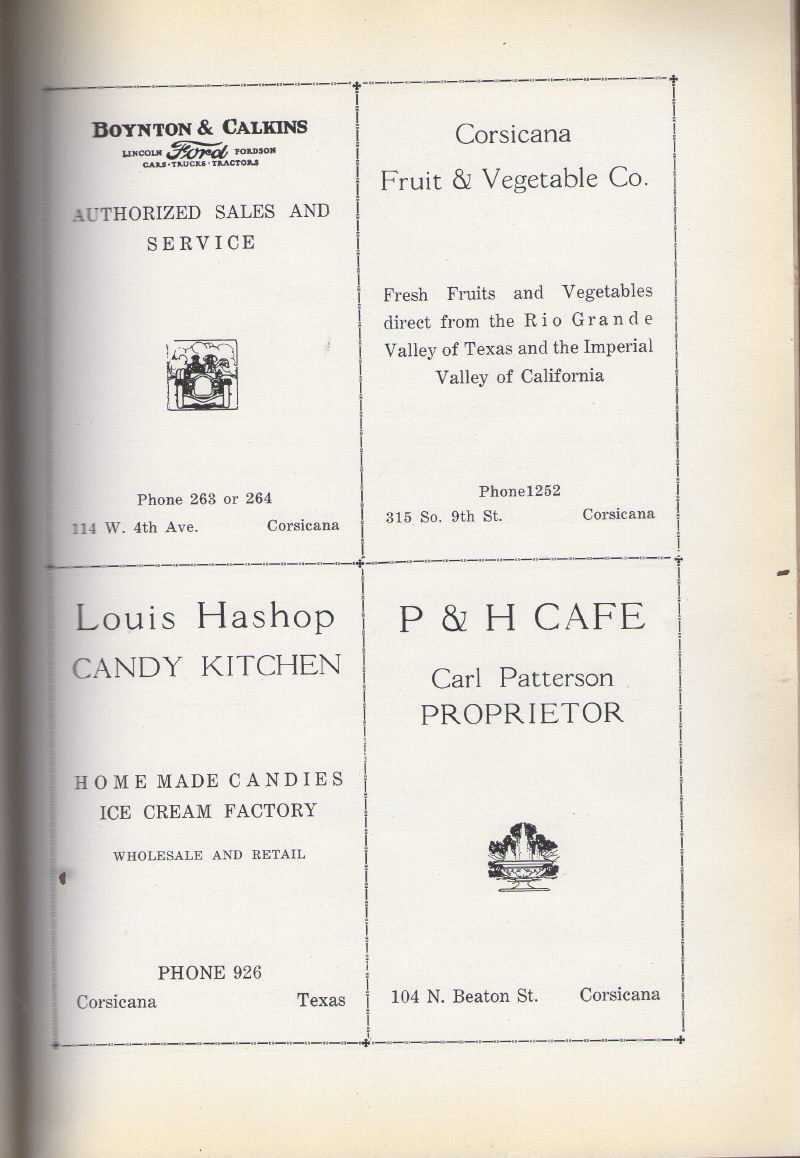 BOYNTON & CALKINS
LINCOLN Ford FORDSON
CARS · TRUCKS · TRACTORS
AUTHORIZED SALES AND
SERVICE
Phone 263 or 264
114 W. 4th Ave. Corsicana
Corsicana
Fruit & Vegetable Co.
Fresh Fruits and Vegetables
direct from the Rio Grande
Valley of Texas and the Imperial
Valley of California
Phone1252
315 So. 9th St. Corsicana
Louis Hashop
CANDY KITCHEN
HOME MADE CANDIES
ICE CREAM FACTORY
WHOLESALE AND RETAIL
PHONE 926
Corsicana Texas
P & H CAFE
Carl Patterson
PROPRIETOR
104 N. Beaton St. Corsicana